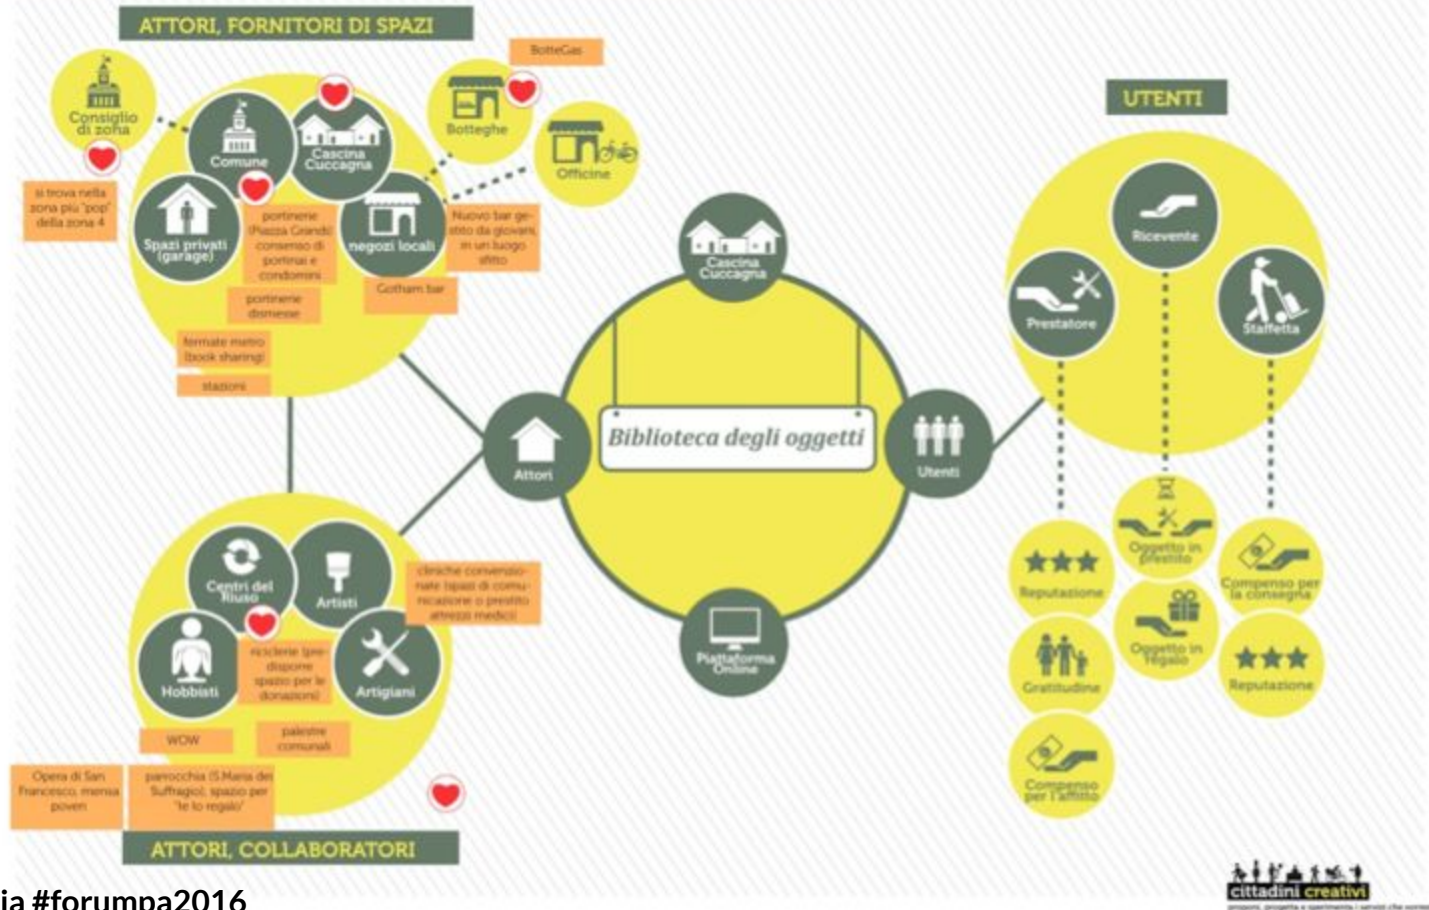 ATTORI, FORNITORI DI SPAZI
BotteGas
Consiglio
di zona
Comune
Cascina
Cuccagna
Botteghe
Officine
si trova nella
zona più "pop"
della zona 4
Spazi privati
(garage)
portinerie
(Piazza Grandi)
consenso di
portinai e
condomini
negozi locali
Nuovo bar ge-
stito da giovani,
in un luogo
sfitto
Gotham bar
portinerie
dismesse
fermate metro
(book sharing)
stazioni
Cascina
Cuccagna
Biblioteca degli oggetti
Attori
Utenti
Piattaforma
Online
UTENTI
Ricevente
Prestatore
Staffetta
Reputazione
Gratitudine
Compenso
per l'affitto
Oggetto in
prestito
Oggetto in
regalo
Compenso per
la consegna
Reputazione
Centri del
Riuso
Artisti
Hobbisti
Artigiani
cliniche convenzio-
nate (spazi di comu-
nicazione o prestito
attrezzi medici)
riciclerie (pre-
disporre
spazio per le
donazioni)
WOW
palestre
comunali
Opera di San
Francesco, mensa
poveri
parrocchia (S.Maria del
Suffragio), spazio per
"te lo regalo"
ATTORI, COLLABORATORI
ia #forumpa2016
cittadini creativi